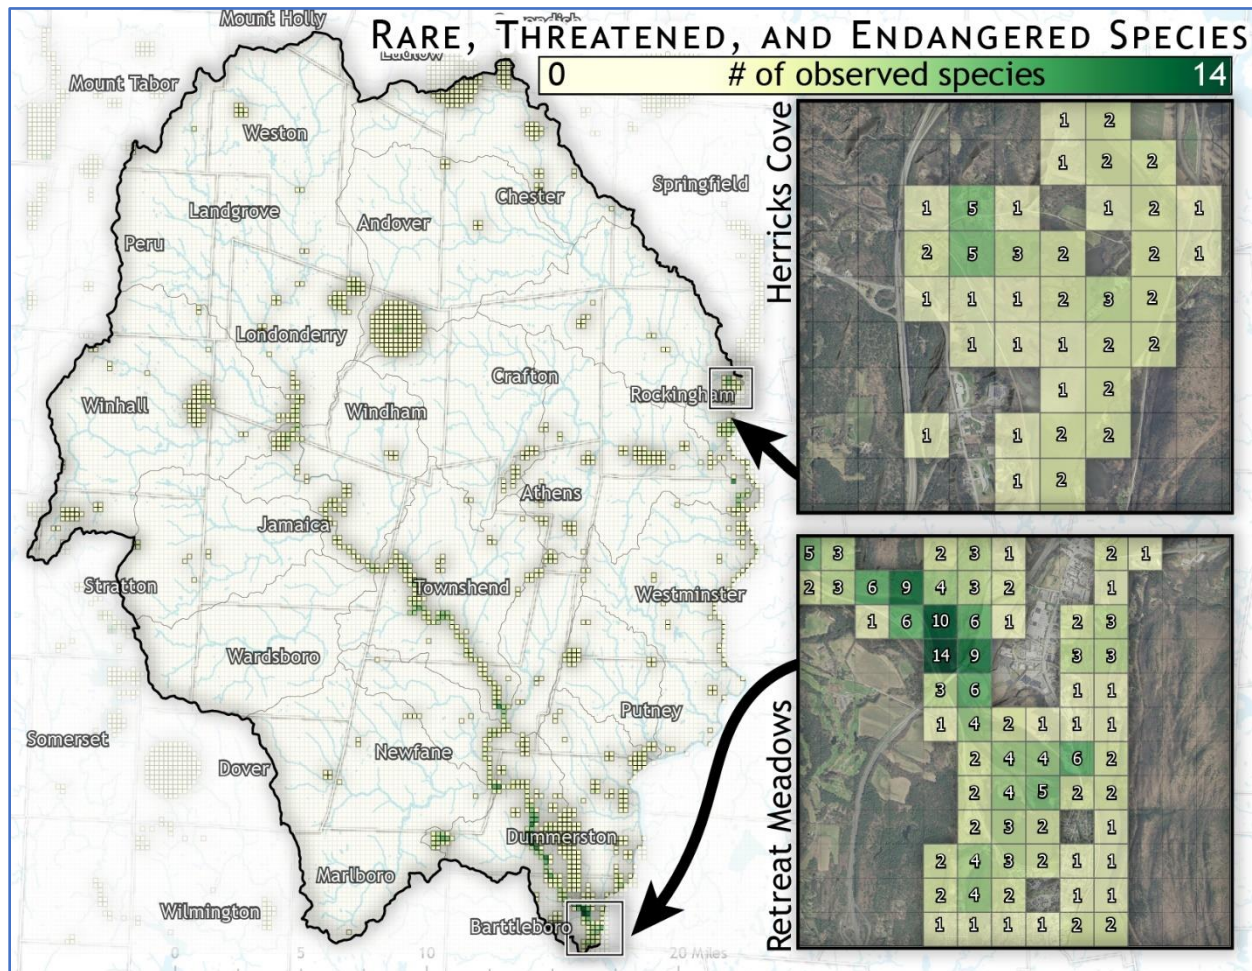 Mount Holly
Cavendish
RARE, THREATENED, AND ENDANGERED SPECIES
Ludlow
0 # of observed species 14
Mount Tabor
Weston
Springfield
Chester
Landgrove
Andover
Peru
Herricks Cove
1 2
1 2 2
1 5 1 1 2 1
2 5 3 2 2 1
1 1 1 2 3 2
1 1 1 2 2
1 2
1 1 2 2
1 2
Londonderry
Crafton
Rockingham
Winhall
Windham
Athens
Jamaica
Stratton
Townshend
Westminster
Wardsboro
Putney
Somerset
Newfane
Dover
Dummerston
Marlboro
Wilmington
Barttleboro
0 5 10 20 Miles
Retreat Meadows
5 3 2 3 1 2 1
2 3 6 9 4 3 2 1
1 6 10 6 1 2 3
14 9 3 3
3 6 1 1
1 4 2 1 1 1
2 4 4 6 2
2 4 5 2 2
2 3 2 1
2 4 3 2 1 1
2 4 2 1 1
1 1 1 1 2 2